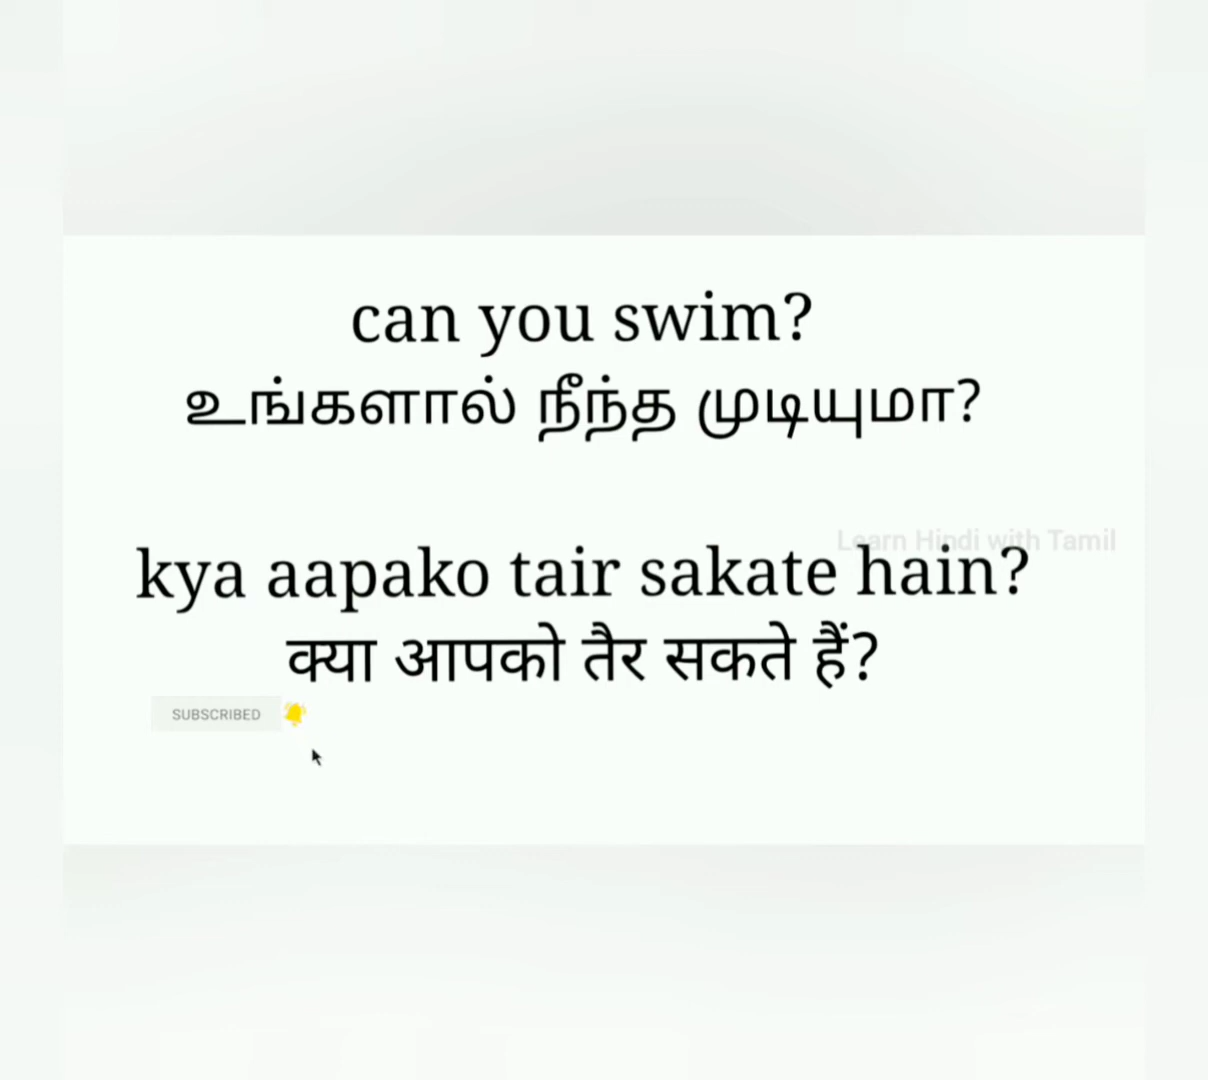 can you swim?
உங்களால் நீந்த முடியுமா?
Learn Hindi with Tamil
kya aapako tair sakate hain?
क्या आपको तैर सकते हैं?
SUBSCRIBED